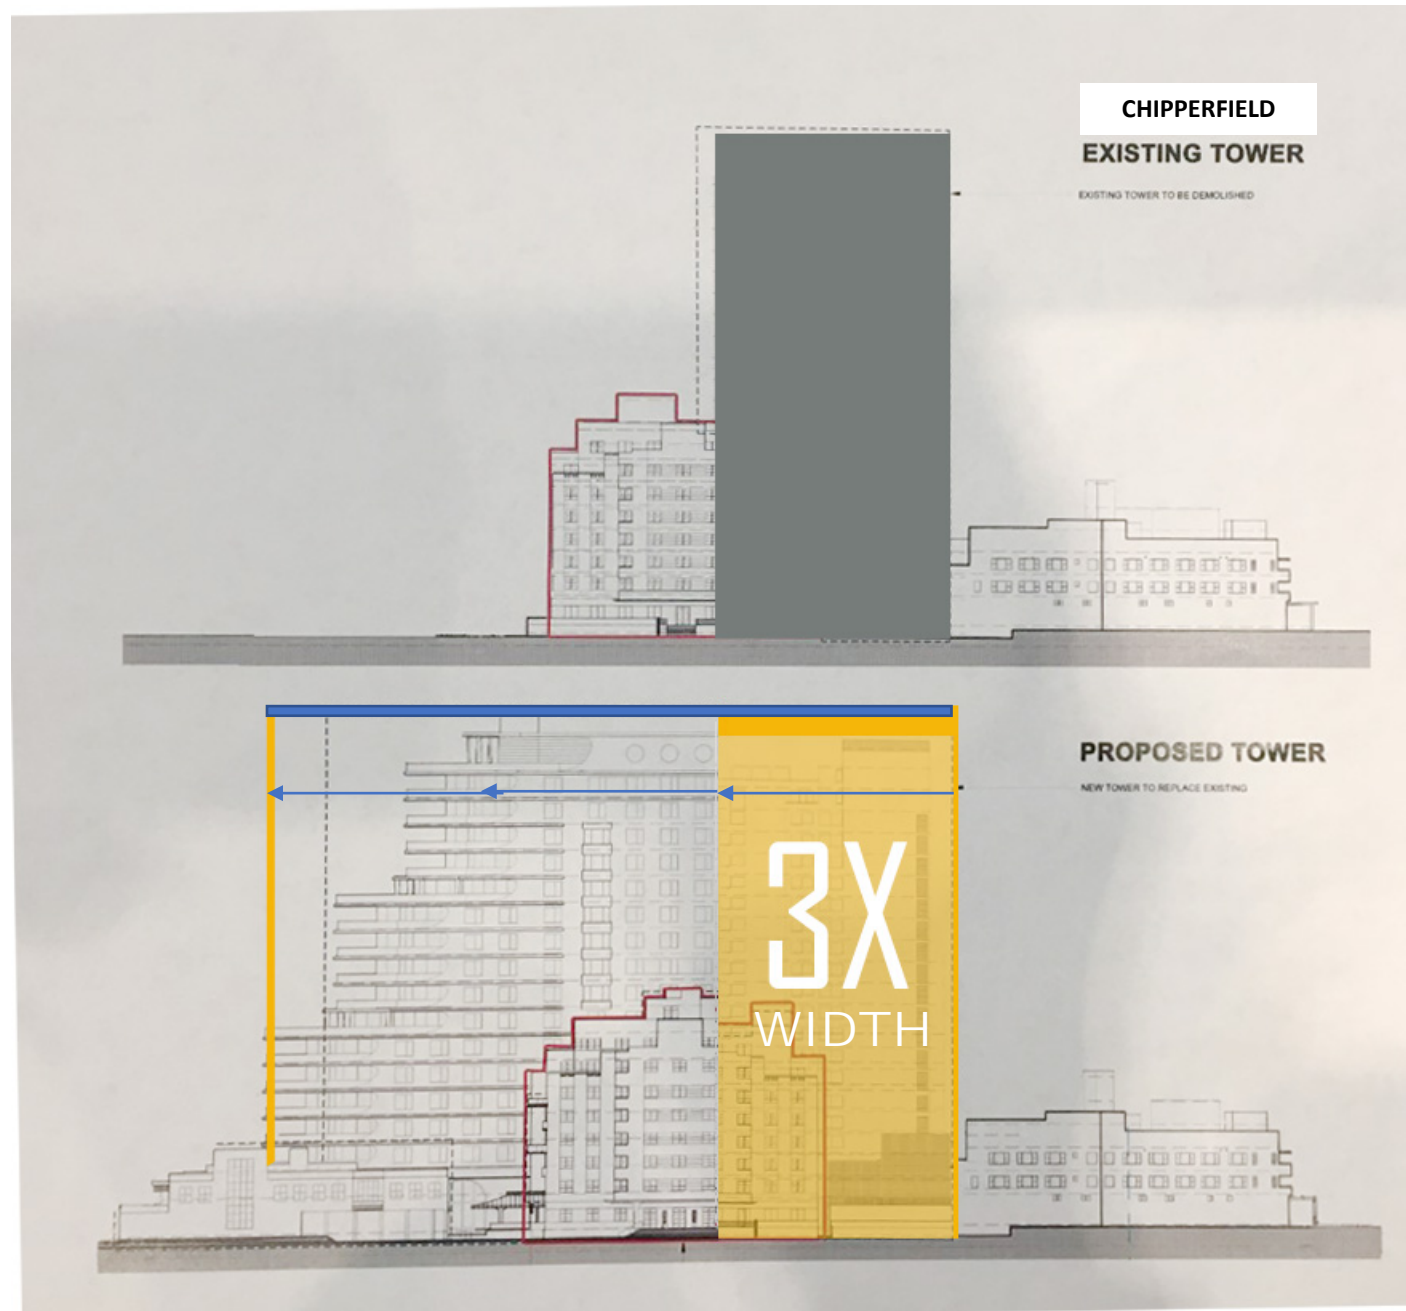 CHIPPERFIELD
EXISTING TOWER
EXISTING TOWER TO BE DEMOLISHED
PROPOSED TOWER
NEW TOWER TO REPLACE EXISTING
3X
WIDTH